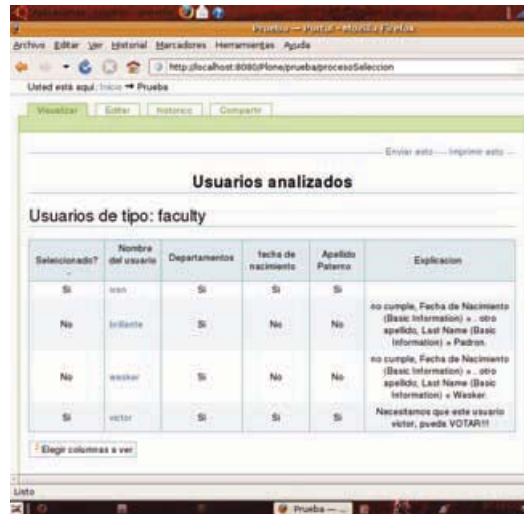 Prueba — Portal - Mozilla Firefox
Archivo Editar Ver Historial Marcadores Herramientas Ayuda
http://localhost:8080/Plone/prueba/procesoSeleccion
Usted está aquí: Inicio → Prueba
Visualizar Editar historico Compartir
Enviar esto — Imprimir esto —
Usuarios analizados
Usuarios de tipo: faculty
Seleccionado? Nombre del usuario Departamentos fecha de nacimiento Apellido Paterno Explicacion
Si ivan Si Si Si
No brillante Si No No no cumple, Fecha de Nacimiento
(Basic Information) = . otro
apellido, Last Name (Basic
Information) = Padron.
No wesker Si No No no cumple, Fecha de Nacimiento
(Basic Information) = . otro
apellido, Last Name (Basic
Information) = Wesker.
Si victor Si Si Si Necesitamos que este usuario
victor, pueda VOTAR!!!
Elegir columnas a ver
Listo
Prueba — ...